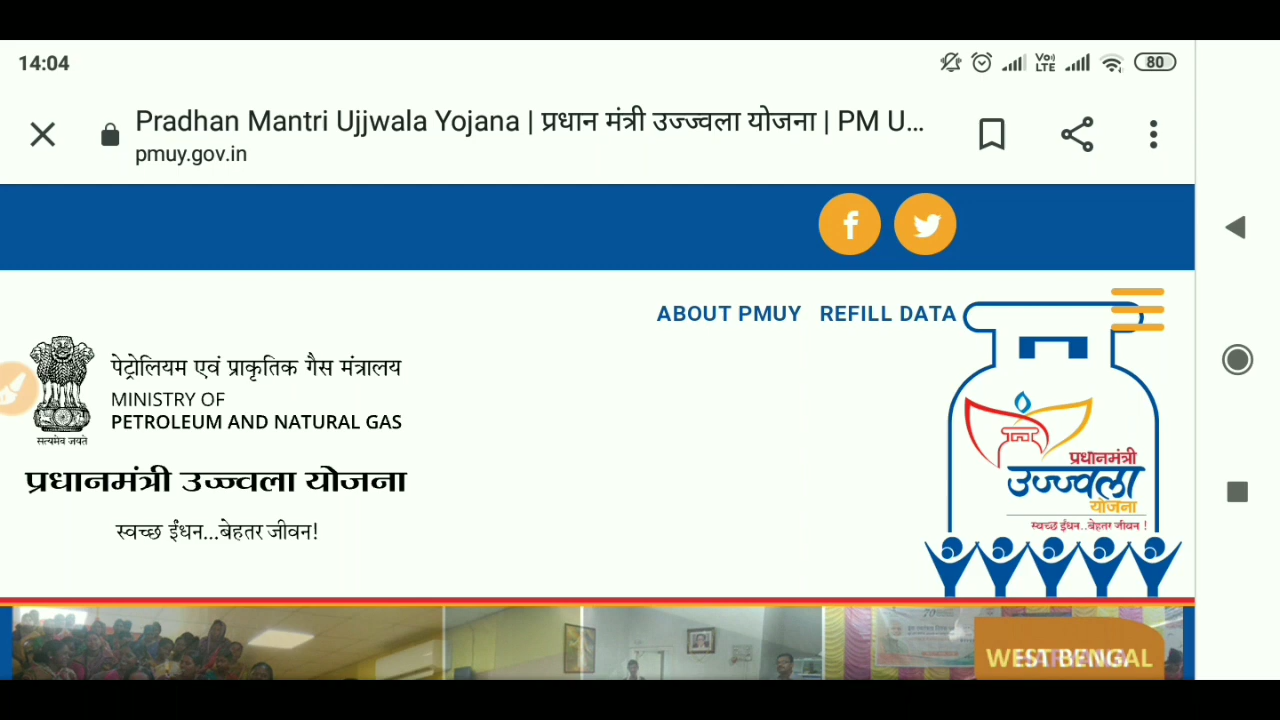 14:04
Vo) LTE
80
Pradhan Mantri Ujjwala Yojana | प्रधान मंत्री उज्ज्वला योजना | PM U...
pmuy.gov.in
ABOUT PMUY REFILL DATA
पेट्रोलियम एवं प्राकृतिक गैस मंत्रालय
MINISTRY OF
PETROLEUM AND NATURAL GAS
सत्यमेव जयते
प्रधानमंत्री उज्ज्वला योजना
स्वच्छ ईंधन...बेहतर जीवन!
प्रधानमंत्री
उज्ज्वला
योजना
स्वच्छ ईंधन..बेहतर जीवन !
WEST BENGAL